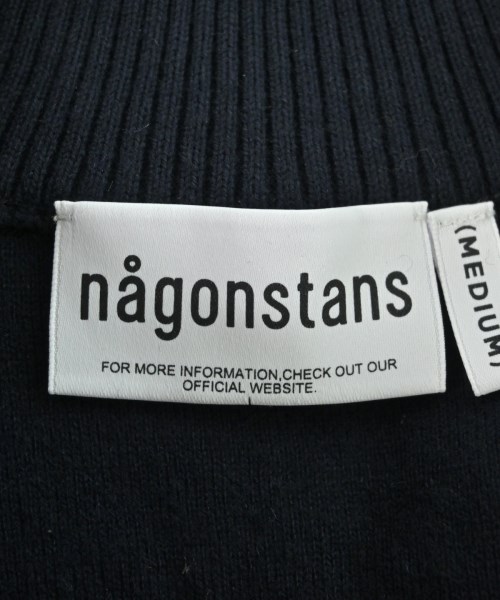 någonstans
FOR MORE INFORMATION,CHECK OUT OUR
OFFICIAL WEBSITE.
(MEDIUM)